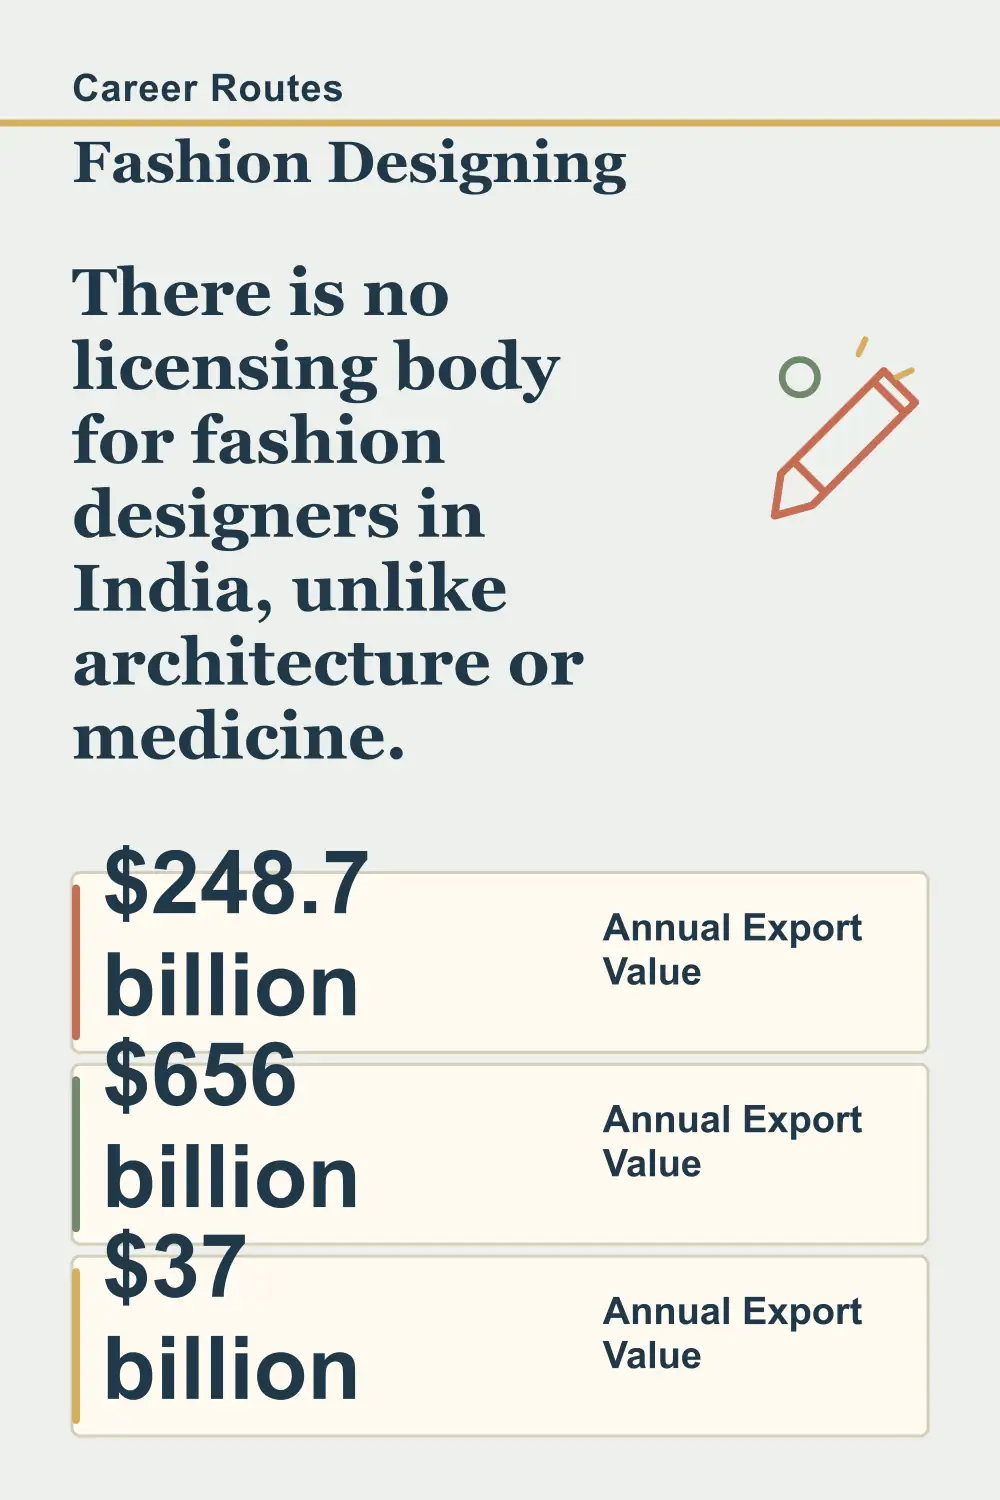 Career Routes
Fashion Designing
There is no
licensing body
for fashion
designers in
India, unlike
architecture or
medicine.
$248.7
billion
Annual Export
Value
$656
billion
Annual Export
Value
$37
billion
Annual Export
Value